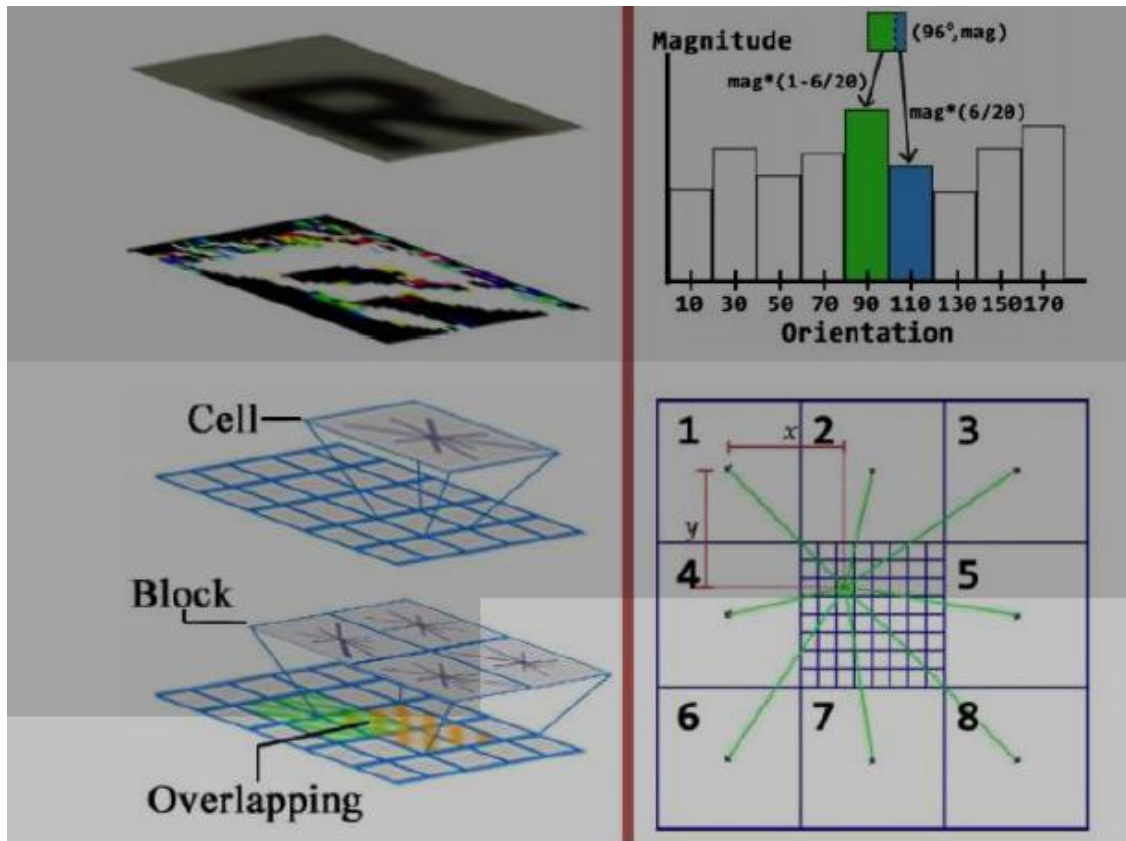 R
Cell
Block
Overlapping
Magnitude
(96°,mag)
mag*(1-6/20)
mag*(6/20)
10 30 50 70 90 110 130 150 170
Orientation
1 x 2 3
y
4 5
6 7 8